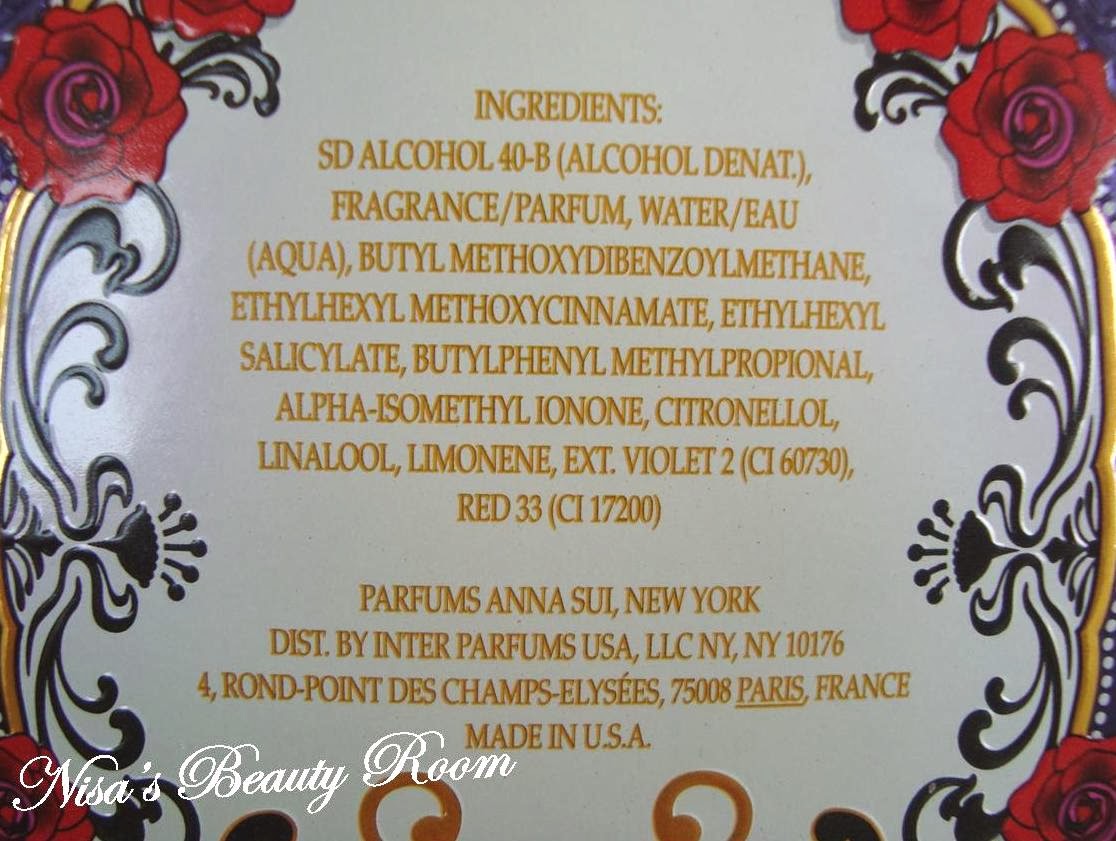 INGREDIENTS:
SD ALCOHOL 40-B (ALCOHOL DENAT.),
FRAGRANCE/PARFUM, WATER/EAU
(AQUA), BUTYL METHOXYDIBENZOYLMETHANE,
ETHYLHEXYL METHOXYCINNAMATE, ETHYLHEXYL
SALICYLATE, BUTYLPHENYL METHYLPROPIONAL,
ALPHA-ISOMETHYL IONONE, CITRONELLOL,
LINALOOL, LIMONENE, EXT. VIOLET 2 (CI 60730),
RED 33 (CI 17200)
PARFUMS ANNA SUI, NEW YORK
DIST. BY INTER PARFUMS USA, LLC NY, NY 10176
4, ROND-POINT DES CHAMPS-ELYSÉES, 75008 PARIS, FRANCE
MADE IN U.S.A.
Nisa's Beauty Room